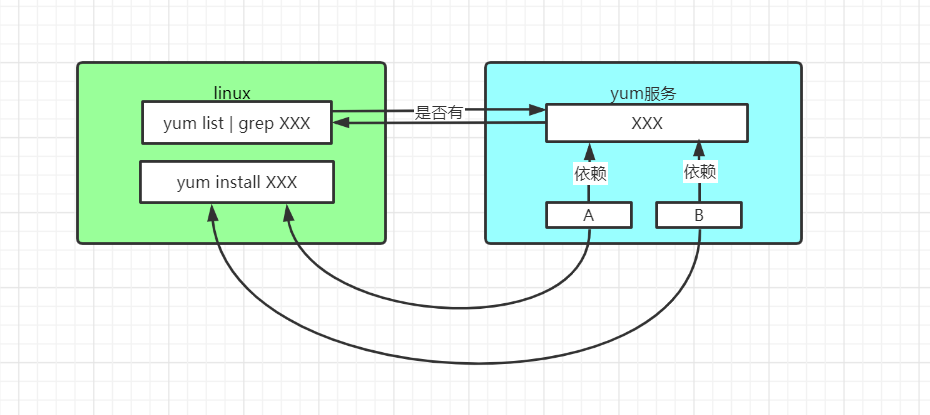 linux
yum list | grep XXX
yum install XXX
是否有
yum服务
XXX
依赖
依赖
A
B